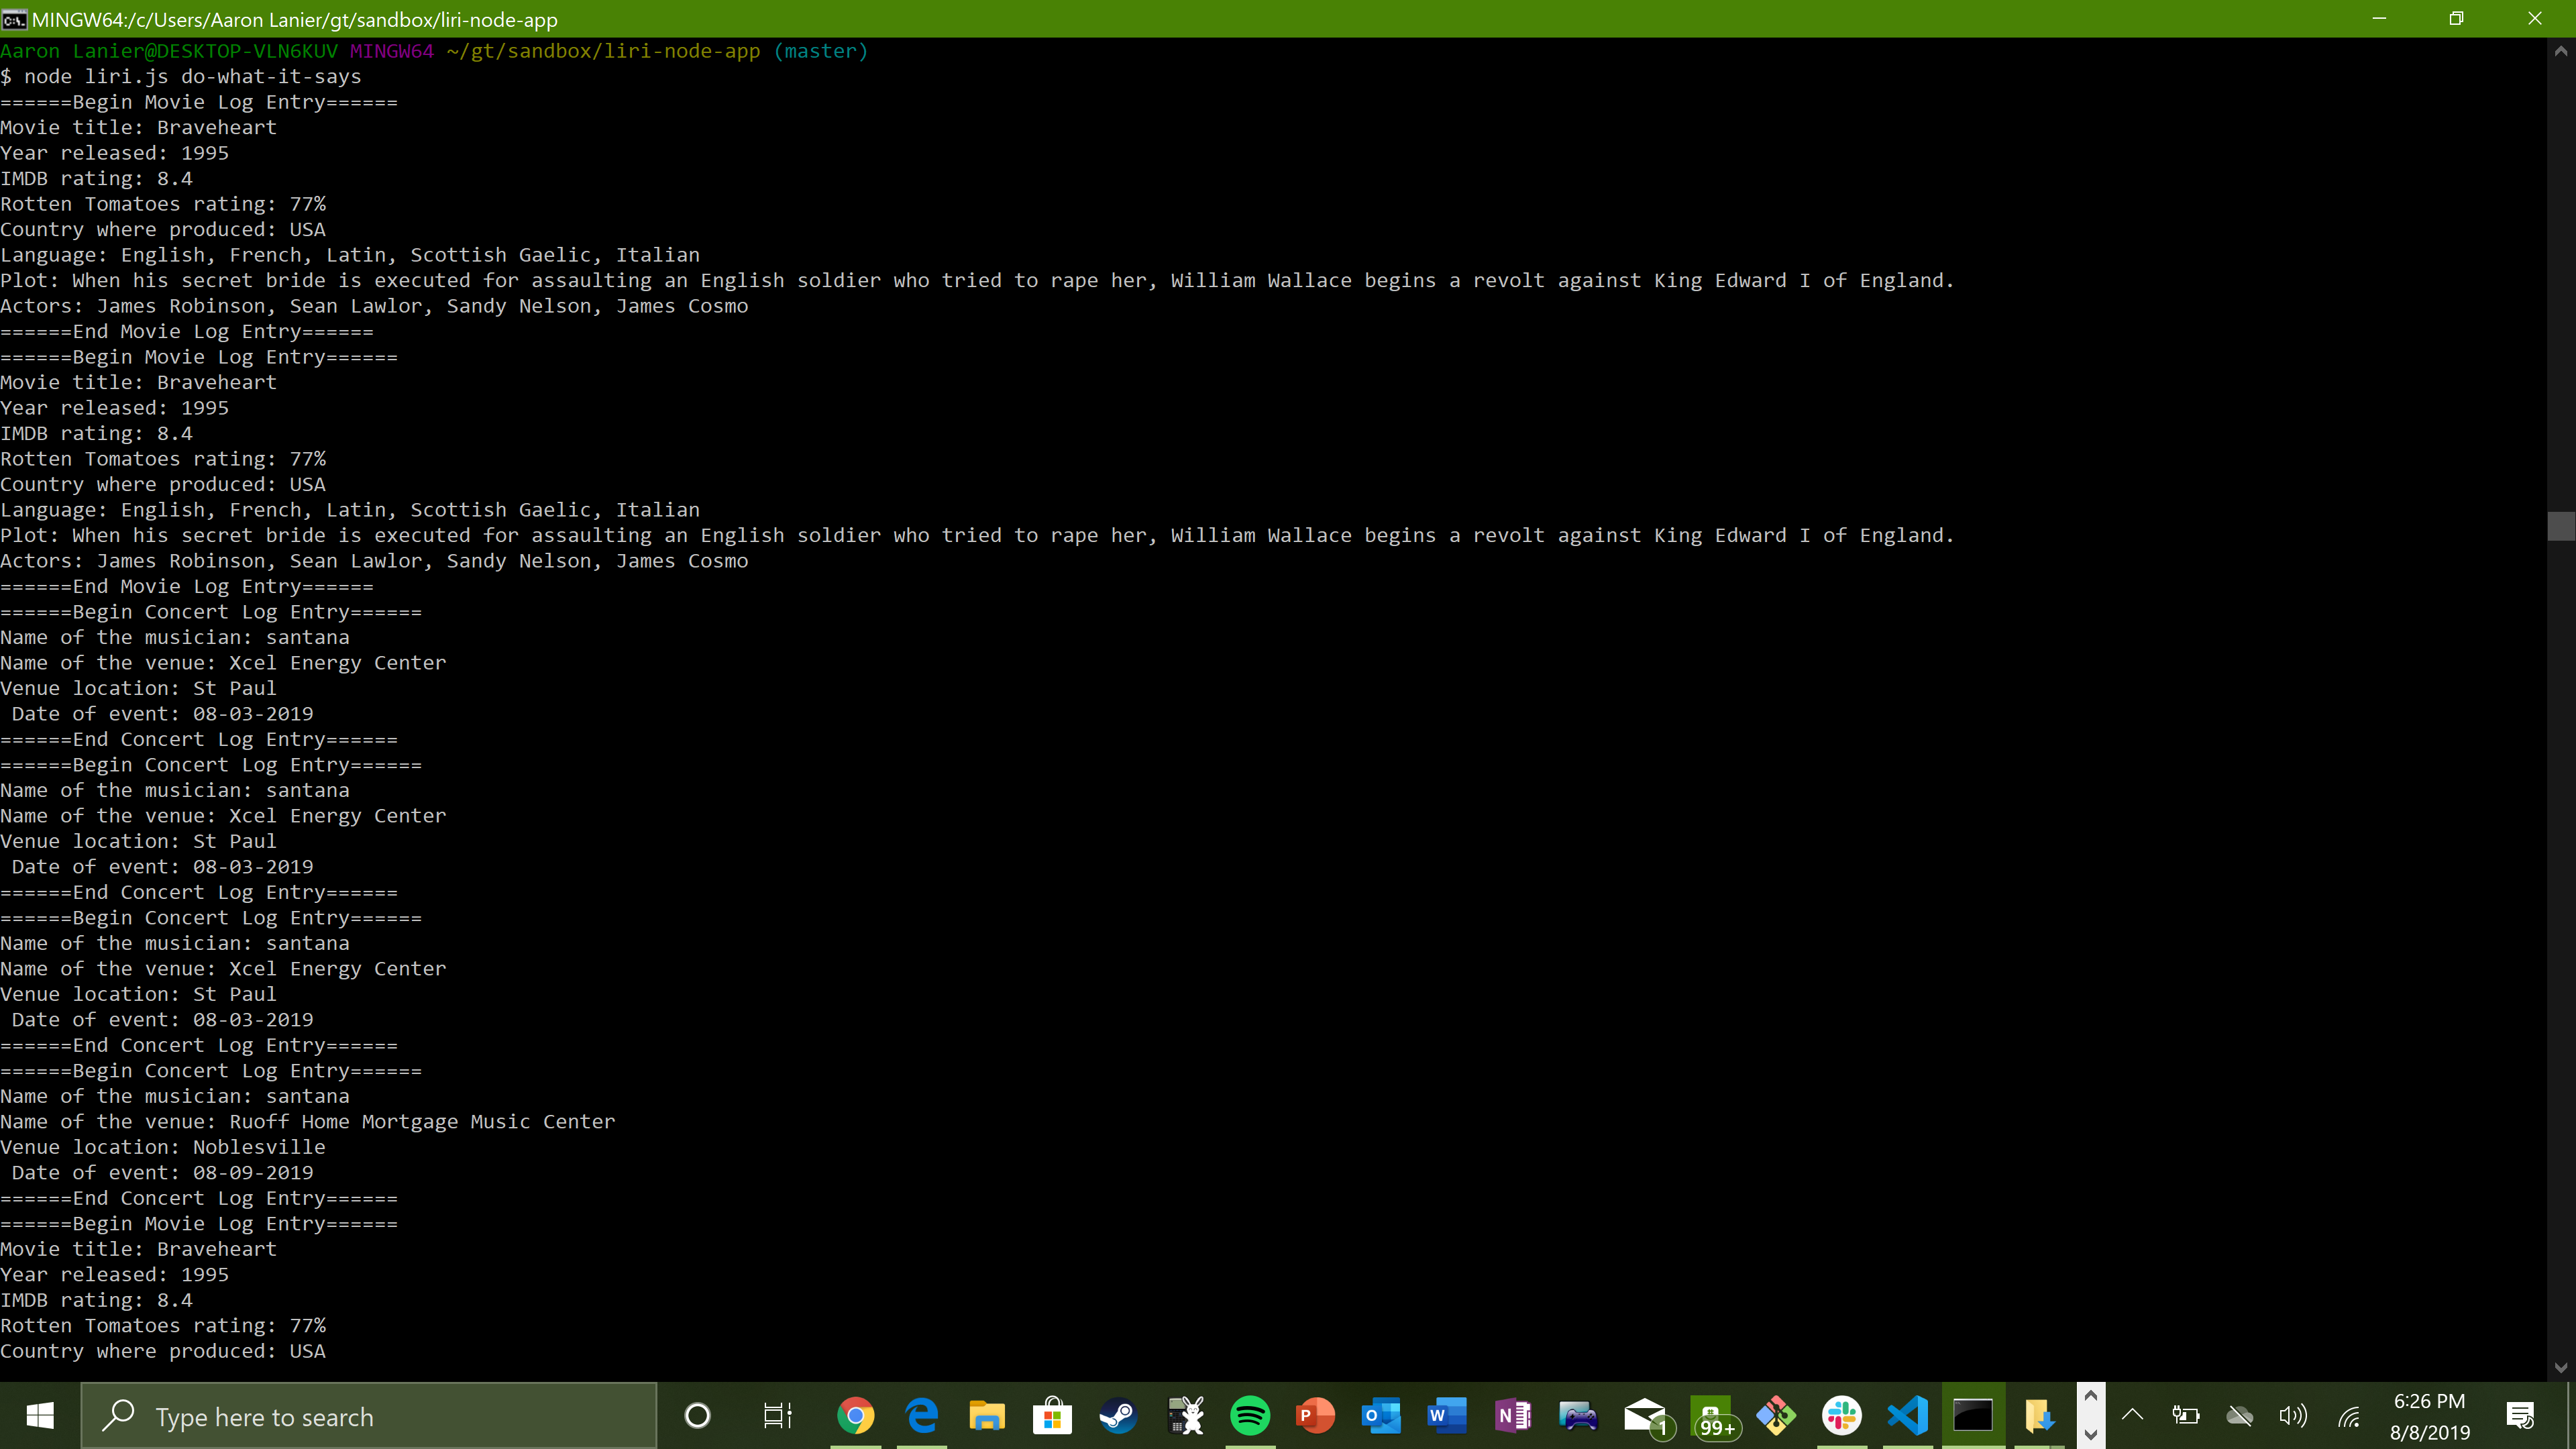 MINGW64:/c/Users/Aaron Lanier/gt/sandbox/liri-node-app
Aaron Lanier@DESKTOP-VLN6KUV MINGW64 ~/gt/sandbox/liri-node-app (master)
$ node liri.js do-what-it-says
======Begin Movie Log Entry======
Movie title: Braveheart
Year released: 1995
IMDB rating: 8.4
Rotten Tomatoes rating: 77%
Country where produced: USA
Language: English, French, Latin, Scottish Gaelic, Italian
Plot: When his secret bride is executed for assaulting an English soldier who tried to rape her, William Wallace begins a revolt against King Edward I of England.
Actors: James Robinson, Sean Lawlor, Sandy Nelson, James Cosmo
======End Movie Log Entry======
======Begin Movie Log Entry======
Movie title: Braveheart
Year released: 1995
IMDB rating: 8.4
Rotten Tomatoes rating: 77%
Country where produced: USA
Language: English, French, Latin, Scottish Gaelic, Italian
Plot: When his secret bride is executed for assaulting an English soldier who tried to rape her, William Wallace begins a revolt against King Edward I of England.
Actors: James Robinson, Sean Lawlor, Sandy Nelson, James Cosmo
======End Movie Log Entry======
======Begin Concert Log Entry======
Name of the musician: santana
Name of the venue: Xcel Energy Center
Venue location: St Paul
 Date of event: 08-03-2019
======End Concert Log Entry======
======Begin Concert Log Entry======
Name of the musician: santana
Name of the venue: Xcel Energy Center
Venue location: St Paul
 Date of event: 08-03-2019
======End Concert Log Entry======
======Begin Concert Log Entry======
Name of the musician: santana
Name of the venue: Xcel Energy Center
Venue location: St Paul
 Date of event: 08-03-2019
======End Concert Log Entry======
======Begin Concert Log Entry======
Name of the musician: santana
Name of the venue: Ruoff Home Mortgage Music Center
Venue location: Noblesville
 Date of event: 08-09-2019
======End Concert Log Entry======
======Begin Movie Log Entry======
Movie title: Braveheart
Year released: 1995
IMDB rating: 8.4
Rotten Tomatoes rating: 77%
Country where produced: USA
Type here to search
1
99+
6:26 PM
8/8/2019